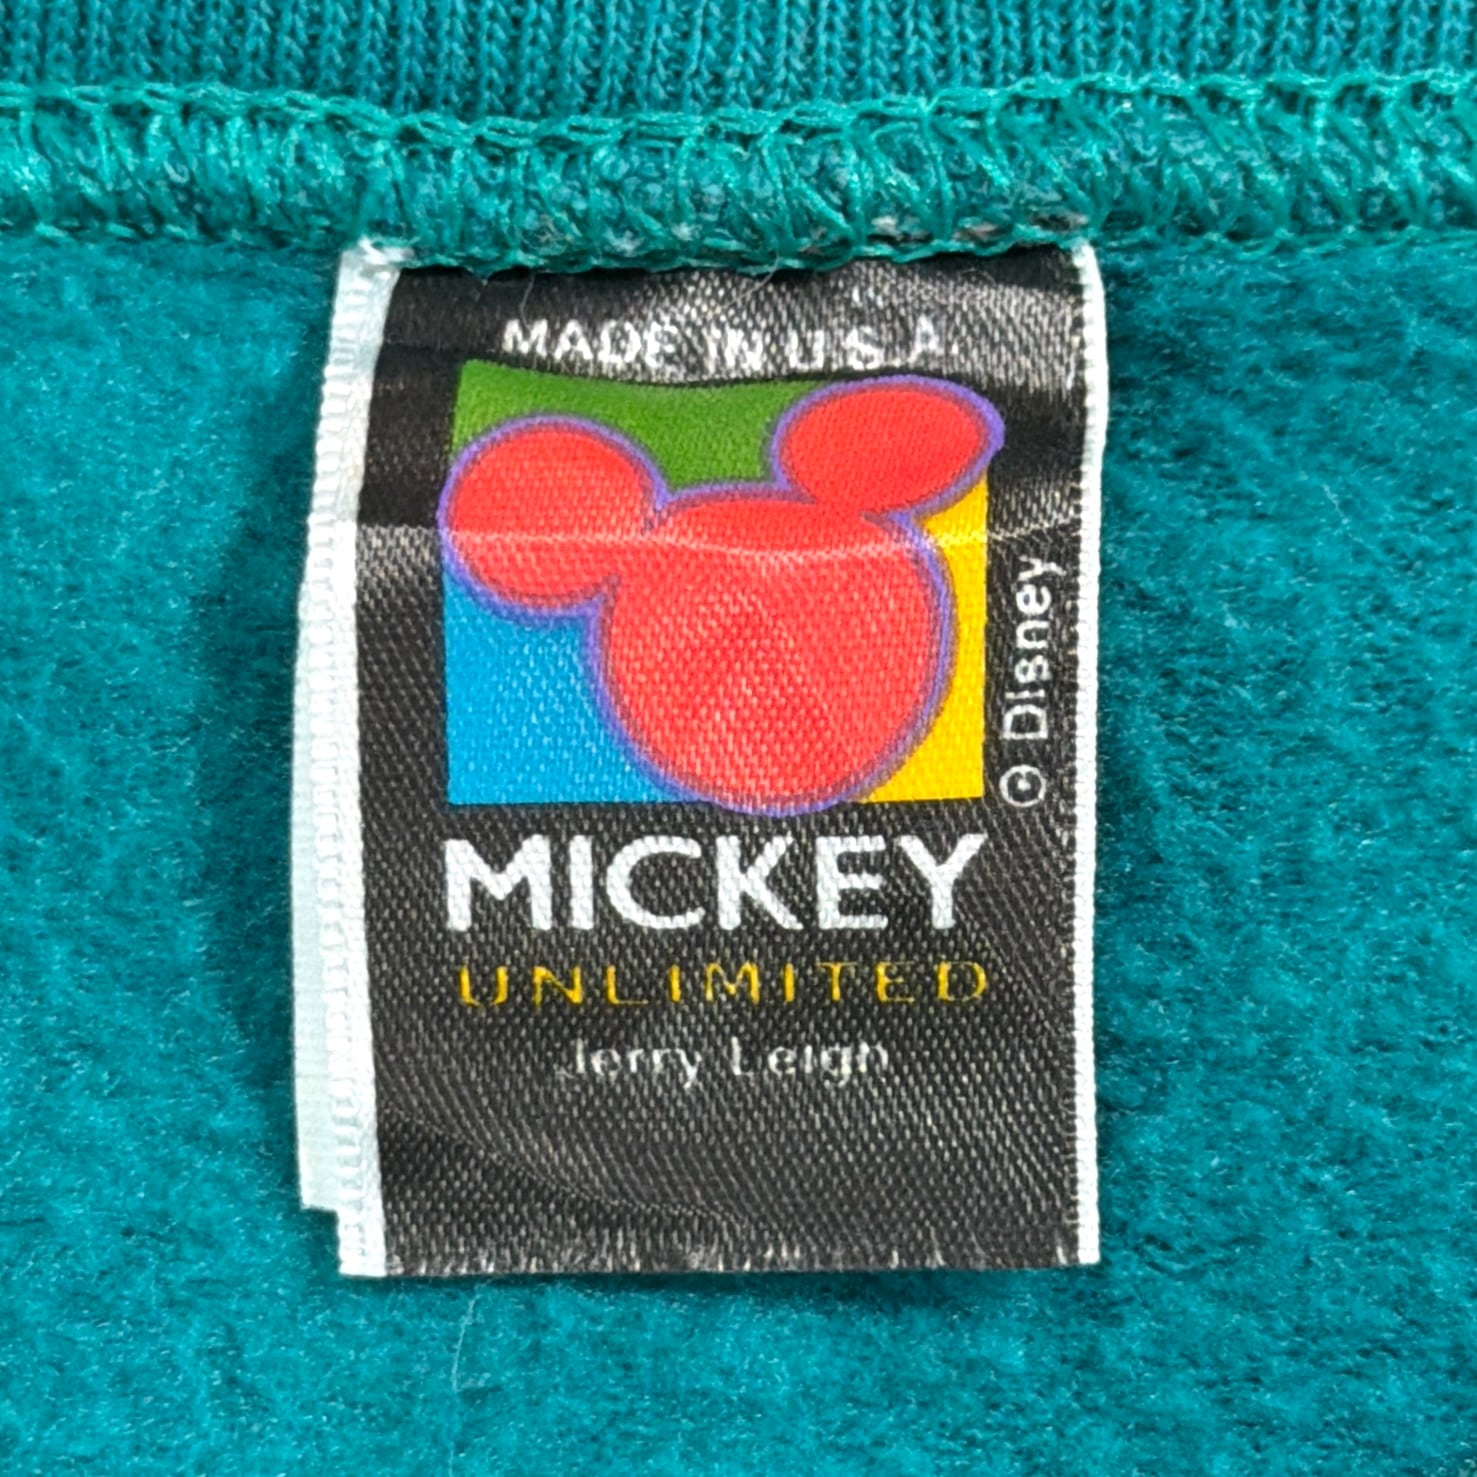 MADE IN U.S.A.
© Disney
MICKEY
UNLIMITED
Jerry Leigh